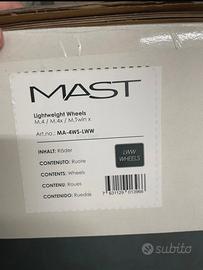 MAST
Lightweight Wheels
M.4 / M.4x / M.Twin x
Art.no.: MA-4WS-LWW
INHALT: Räder
CONTENUTO: Ruote
CONTENTS: Wheels
CONTENU: Roues
CONTENIDO: Ruedas
LWW
WHEELS
subito